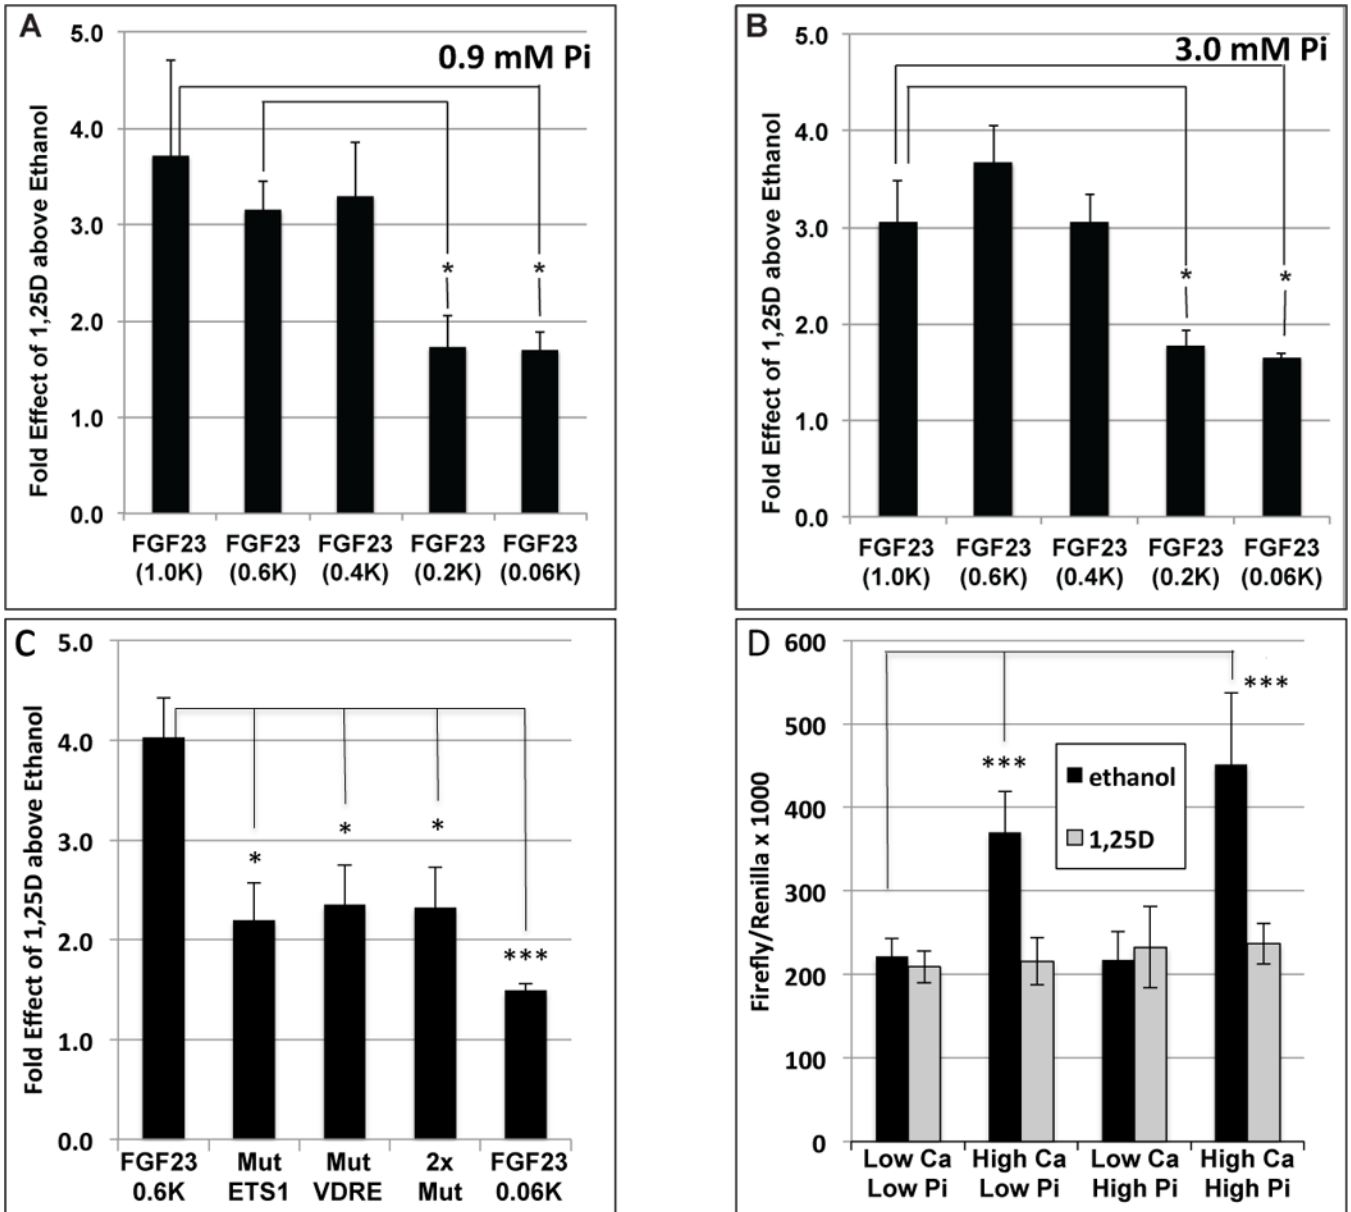 A
0.9 mM Pi
Fold Effect of 1,25D above Ethanol
5.0
4.0
3.0
2.0
1.0
0.0
*
*
FGF23 FGF23 FGF23 FGF23 FGF23
(1.0K) (0.6K) (0.4K) (0.2K) (0.06K)
B
3.0 mM Pi
Fold Effect of 1,25D above Ethanol
5.0
4.0
3.0
2.0
1.0
0.0
*
*
FGF23 FGF23 FGF23 FGF23 FGF23
(1.0K) (0.6K) (0.4K) (0.2K) (0.06K)
C
Fold Effect of 1,25D above Ethanol
5.0
4.0
3.0
2.0
1.0
0.0
*
*
*
***
FGF23 Mut Mut 2x FGF23
0.6K ETS1 VDRE Mut 0.06K
D
Firefly/Renilla x 1000
600
500
400
300
200
100
0
***
***
ethanol
1,25D
Low Ca High Ca Low Ca High Ca
Low Pi Low Pi High Pi High Pi